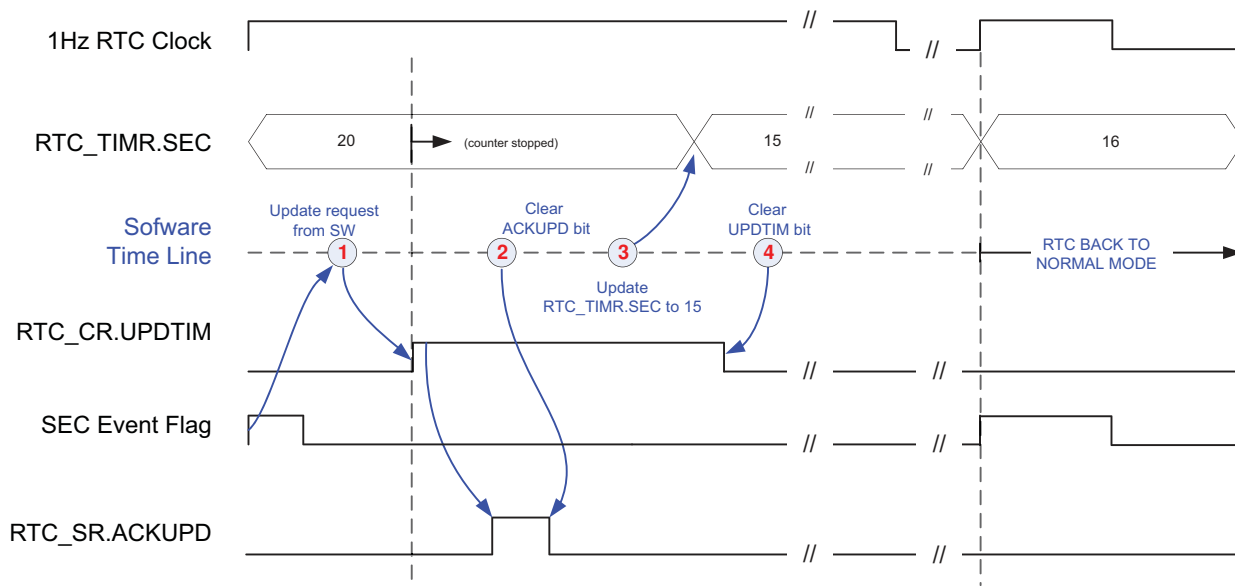 1Hz RTC Clock
//
//
//
RTC_TIMR.SEC
20
(counter stopped)
//
//
15
//
//
16
Sofware
Time Line
Update request
from SW
1
Clear
ACKUPD bit
2
3
Update
RTC_TIMR.SEC to 15
Clear
UPDTIM bit
4
RTC BACK TO
NORMAL MODE
RTC_CR.UPDTIM
//
//
SEC Event Flag
//
//
RTC_SR.ACKUPD
//
//